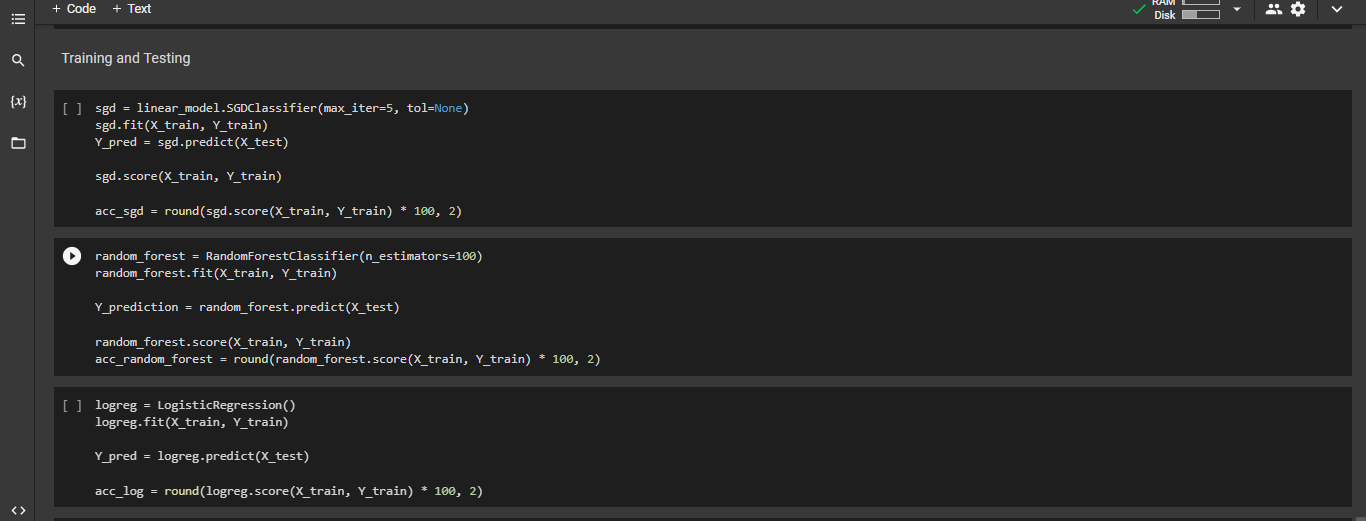 + Code + Text
RAM
Disk
Training and Testing
{x}
[ ] sgd = linear_model.SGDClassifier(max_iter=5, tol=None)
sgd.fit(X_train, Y_train)
Y_pred = sgd.predict(X_test)
sgd.score(X_train, Y_train)
acc_sgd = round(sgd.score(X_train, Y_train) * 100, 2)
random_forest = RandomForestClassifier(n_estimators=100)
random_forest.fit(X_train, Y_train)
Y_prediction = random_forest.predict(X_test)
random_forest.score(X_train, Y_train)
acc_random_forest = round(random_forest.score(X_train, Y_train) * 100, 2)
[ ] logreg = LogisticRegression()
logreg.fit(X_train, Y_train)
Y_pred = logreg.predict(X_test)
acc_log = round(logreg.score(X_train, Y_train) * 100, 2)
<>